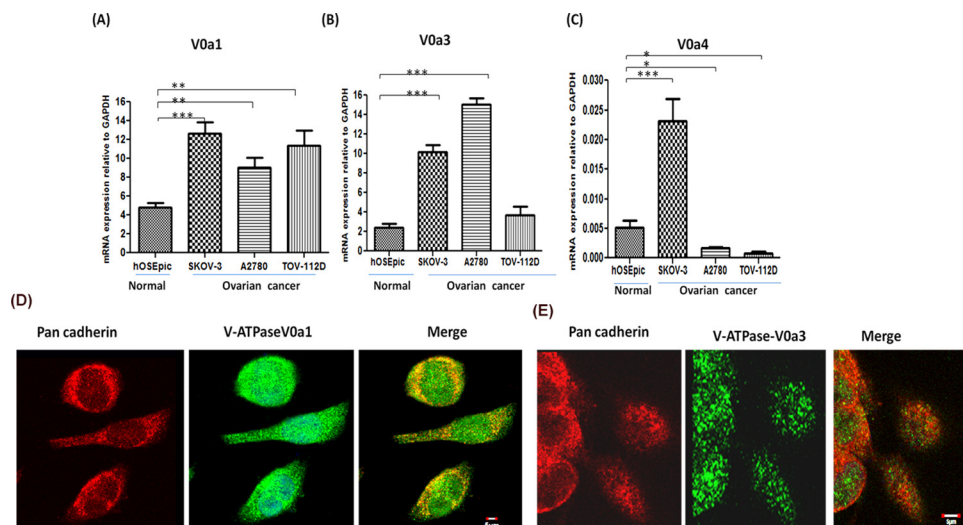 (A)
V0a1
mRNA expression relative to GAPDH
16
14
12
10
8
6
4
2
0
**
**
***
hOSEpic SKOV-3 A2780 TOV-112D
Normal Ovarian cancer
(B)
V0a3
mRNA expression relative to GAPDH
16
14
12
10
8
6
4
2
0
***
***
hOSEpic SKOV-3 A2780 TOV-112D
Normal Ovarian cancer
(C)
V0a4
mRNA expression relative to GAPDH
0.030
0.025
0.020
0.015
0.010
0.005
0.000
*
*
***
hOSEpic SKOV-3 A2780 TOV-112D
Normal Ovarian cancer
(D)
Pan cadherin V-ATPaseV0a1 Merge
5µm
(E)
Pan cadherin V-ATPase-V0a3 Merge
5µm